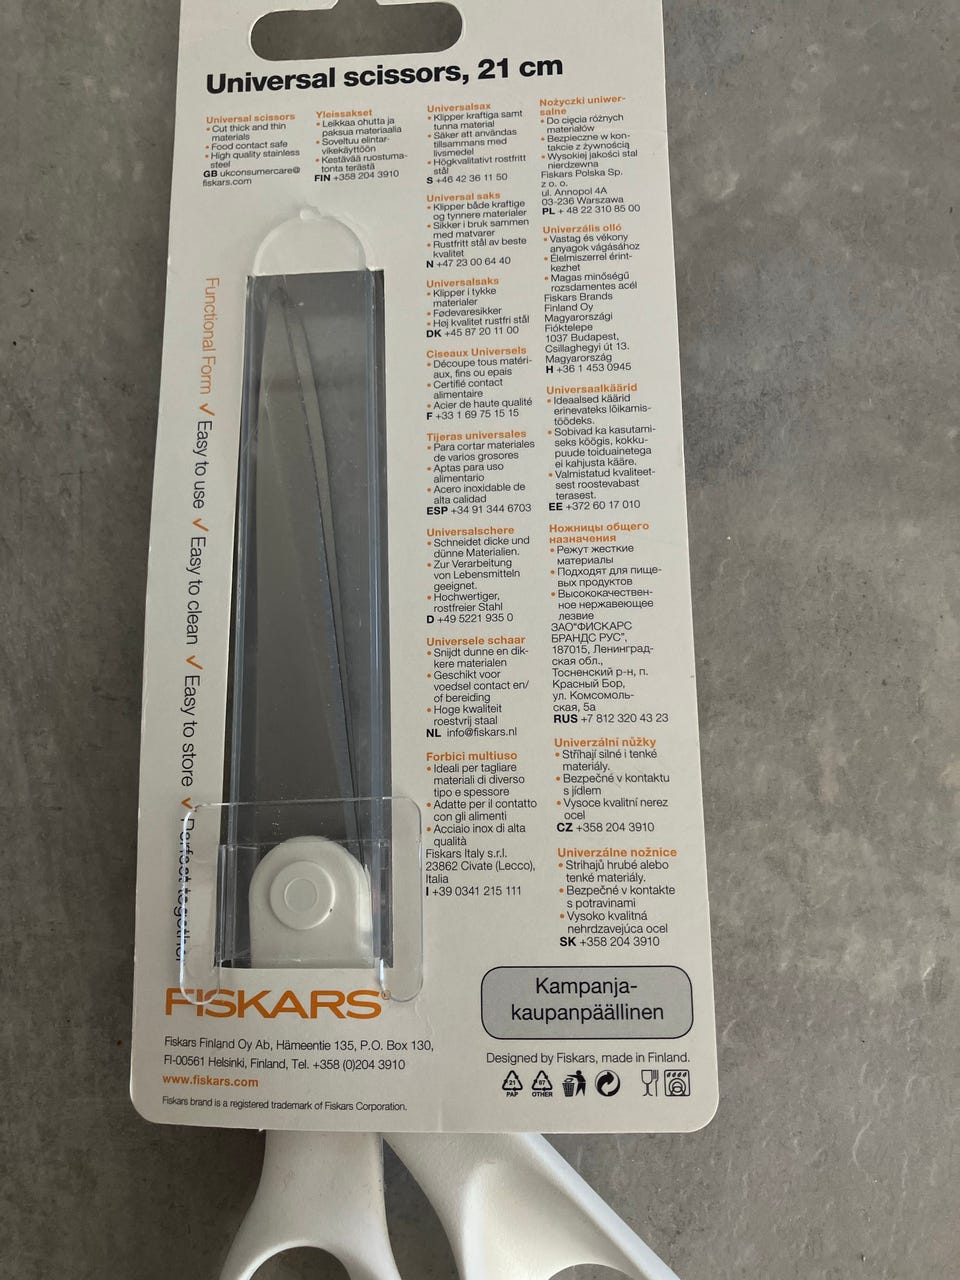 Universal scissors, 21 cm
Universal scissors
• Cut thick and thin
materials
• Food contact safe
• High quality stainless
steel
GB ukconsumercare@
fiskars.com
Yleissakset
• Leikkaa ohutta ja
paksua materiaalia
• Soveltuu elintar-
vikekäyttöön
• Kestävää ruostuma-
tonta terästä
FIN +358 204 3910
Universalsax
• Klipper kraftiga samt
tunna material
• Säker att användas
tillsammans med
livsmedel
• Högkvalitativt rostfritt
stål
S +46 42 36 11 50
Universal saks
• Klipper både kraftige
og tynnere materialer
• Sikker i bruk sammen
med matvarer
• Rustfritt stål av beste
kvalitet
N +47 23 00 64 40
Universalsaks
• Klipper i tykke
materialer
• Fødevaresikker
• Høj kvalitet rustfri stål
DK +45 87 20 11 00
Ciseaux Universels
• Découpe tous matéri-
aux, fins ou epais
• Certifié contact
alimentaire
• Acier de haute qualité
F +33 1 69 75 15 15
Tijeras universales
• Para cortar materiales
de varios grosores
• Aptas para uso
alimentario
• Acero inoxidable de
alta calidad
ESP +34 91 344 6703
Universalschere
• Schneidet dicke und
dünne Materialien.
• Zur Verarbeitung
von Lebensmitteln
geeignet.
• Hochwertiger,
rostfreier Stahl
D +49 5221 935 0
Universele schaar
• Snijdt dunne en dik-
kere materialen
• Geschikt voor
voedsel contact en/
of bereiding
• Hoge kwaliteit
roestvrij staal
NL info@fiskars.nl
Forbici multiuso
• Ideali per tagliare
materiali di diverso
tipo e spessore
• Adatte per il contatto
con gli alimenti
• Acciaio inox di alta
qualità
Fiskars Italy s.r.l.
23862 Civate (Lecco),
Italia
I +39 0341 215 111
Nożyczki uniwer-
salne
• Do cięcia różnych
materiałów
• Bezpieczne w kon-
takcie z żywnością
• Wysokiej jakości stal
nierdzewna
Fiskars Polska Sp.
z o. o.
ul. Annopol 4A
03-236 Warszawa
PL + 48 22 310 85 00
Univerzális olló
• Vastag és vékony
anyagok vágásához
• Élelmiszerrel érint-
kezhet
• Magas minőségű
rozsdamentes acél
Fiskars Brands
Finland Oy
Magyarországi
Fióktelepe
1037 Budapest,
Csillaghegyi út 13.
Magyarország
H +36 1 453 0945
Universaalkäärid
• Ideaalsed käärid
erinevateks lõikamis-
töödeks.
• Sobivad ka kasutami-
seks köögis, kokku-
puude toiduainetega
ei kahjusta kääre.
• Valmistatud kvaliteet-
sest roostevabast
terasest.
EE +372 60 17 010
Ножницы общего
назначения
• Режут жесткие
материалы
• Подходят для пище-
вых продуктов
• Высококачествен-
ное нержавеющее
лезвие
ЗАО"ФИСКАРС
БРАНДС РУС",
187015, Ленинград-
ская обл.,
Тосненский р-н, п.
Красный Бор,
ул. Комсомоль-
ская, 5а
RUS +7 812 320 43 23
Univerzální nůžky
• Stříhají silné i tenké
materiály.
• Bezpečné v kontaktu
s jídlem
• Vysoce kvalitní nerez
ocel
CZ +358 204 3910
Univerzálne nožnice
• Strihajú hrubé alebo
tenké materiály.
• Bezpečné v kontakte
s potravinami
• Vysoko kvalitná
nehrdzavejúca ocel
SK +358 204 3910
Functional Form ✓ Easy to use ✓ Easy to clean ✓ Easy to store ✓ Perfect together
FISKARS®
Fiskars Finland Oy Ab, Hämeentie 135, P.O. Box 130,
FI-00561 Helsinki, Finland, Tel. +358 (0)204 3910
www.fiskars.com
Fiskars brand is a registered trademark of Fiskars Corporation.
Kampanja-
kaupanpäällinen
Designed by Fiskars, made in Finland.
21
PAP
97
OTHER